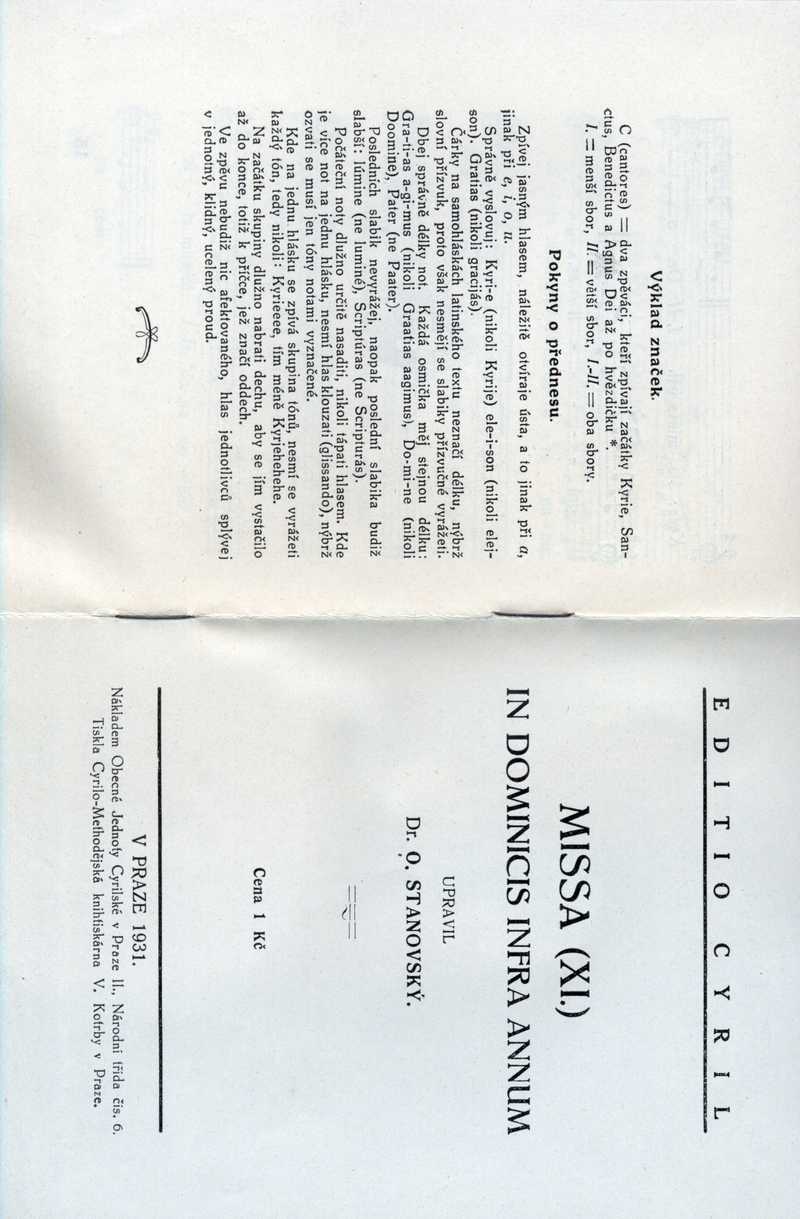 Výklad značek.
C (cantores) = dva zpěváci, kteří zpívají začátky Kyrie, San-
ctus, Benedictus a Agnus Dei až po hvězdičku *.
I. = menší sbor, II. = větší sbor, I.-II. = oba sbory.
Pokyny o přednesu.
Zpívej jasným hlasem, náležitě otvíraje ústa, a to jinak při a,
jinak při e, i, o, u.
Správně vyslovuj: Kyri-e (nikoli Kyrije) ele-i-son (nikoli elej-
son). Gratias (nikoli gracijás).
Čárky na samohláskách latinského textu neznačí délku, nýbrž
slovní přízvuk, proto však nesmějí se slabiky přízvučné vyrážeti.
Dbej správné délky not. Každá osmička měj stejnou délku:
Gra-ti-as a-gi-mus (nikoli Graatias aagimus), Do-mi-ne (nikoli
Doomine), Pater (ne Paater).
Posledních slabik nevyrážej, naopak poslední slabika budiž
slabší: lúmine (ne luminé), Scriptúras (ne Scripturás).
Počáteční noty dlužno určitě nasaditi, nikoli tápati hlasem. Kde
je více not na jednu hlásku, nesmí hlas klouzati (glissando), nýbrž
ozvati se musí jen tóny notami vyznačené.
Kde na jednu hlásku se zpívá skupina tónů, nesmí se vyrážeti
každý tón, tedy nikoli: Kyrieeee, tím méně Kyrjehehehe.
Na začátku skupiny dlužno nabrati dechu, aby se jím vystačilo
až do konce, totiž k příčce, jež značí oddech.
Ve zpěvu nebudiž nic afektovaného, hlas jednotlivců splývej
v jednotný, klidný, ucelený proud.
EDITIO CYRIL
MISSA (XI.)
IN DOMINICIS INFRA ANNUM
UPRAVIL
Dr. O. STANOVSKÝ.
Cena 1 Kč
V PRAZE 1931.
Nákladem Obecné Jednoty Cyrilské v Praze II., Národní třída čís. 6.
Tiskla Cyrilo-Methodějská knihtiskárna V. Kotrby v Praze.